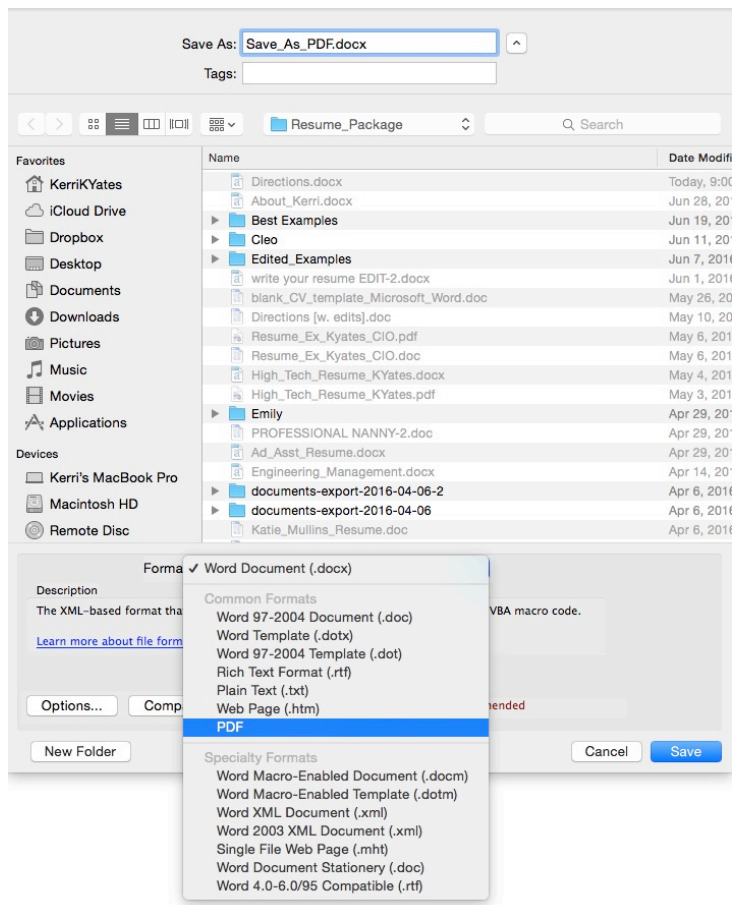 Save As: Save_As_PDF.docx
Tags:
Resume_Package
Search
Favorites
KerriKYates
iCloud Drive
Dropbox
Desktop
Documents
Downloads
Pictures
Music
Movies
Applications
Devices
Kerri's MacBook Pro
Macintosh HD
Remote Disc
Name Date Modifi
Directions.docx Today, 9:00
About_Kerri.docx Jun 28, 201
Best Examples Jun 19, 201
Cleo Jun 11, 201
Edited_Examples Jun 7, 2016
write your resume EDIT-2.docx Jun 1, 2016
blank_CV_template_Microsoft_Word.doc May 26, 20
Directions [w. edits].doc May 10, 20
Resume_Ex_Kyates_CIO.pdf May 6, 201
Resume_Ex_Kyates_CIO.doc May 6, 201
High_Tech_Resume_KYates.docx May 4, 201
High_Tech_Resume_KYates.pdf May 3, 201
Emily Apr 29, 201
PROFESSIONAL NANNY-2.doc Apr 29, 201
Ad_Asst_Resume.docx Apr 29, 201
Engineering_Management.docx Apr 14, 201
documents-export-2016-04-06-2 Apr 6, 2016
documents-export-2016-04-06 Apr 6, 2016
Katie_Mullins_Resume.doc Apr 6, 2016
Forma ✓ Word Document (.docx)
Description
The XML-based format tha VBA macro code.
Learn more about file form
Options... Comp ended
New Folder Cancel Save
Common Formats
Word 97-2004 Document (.doc)
Word Template (.dotx)
Word 97-2004 Template (.dot)
Rich Text Format (.rtf)
Plain Text (.txt)
Web Page (.htm)
PDF
Specialty Formats
Word Macro-Enabled Document (.docm)
Word Macro-Enabled Template (.dotm)
Word XML Document (.xml)
Word 2003 XML Document (.xml)
Single File Web Page (.mht)
Word Document Stationery (.doc)
Word 4.0-6.0/95 Compatible (.rtf)